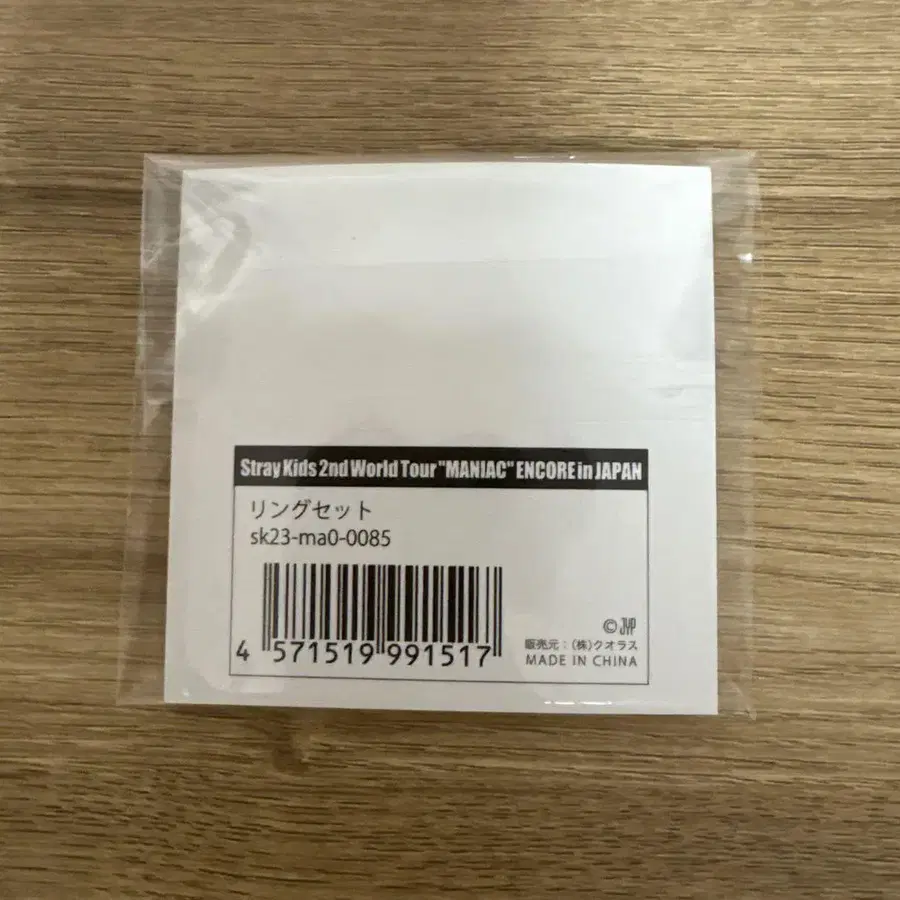 Stray Kids 2nd World Tour "MANIAC" ENCORE in JAPAN
リングセット
sk23-ma0-0085
4 571519 991517
© JYP
販売元：(株)クオラス
MADE IN CHINA